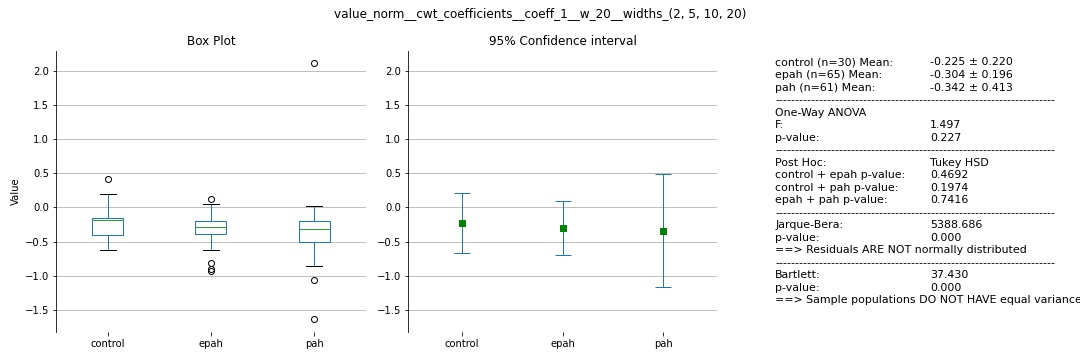 value_norm__cwt_coefficients__coeff_1__w_20__widths_(2, 5, 10, 20)
Box Plot
Value
2.0
1.5
1.0
0.5
0.0
−0.5
−1.0
−1.5
control epah pah
95% Confidence interval
2.0
1.5
1.0
0.5
0.0
−0.5
−1.0
−1.5
control epah pah
control (n=30) Mean: -0.225 ± 0.220
epah (n=65) Mean: -0.304 ± 0.196
pah (n=61) Mean: -0.342 ± 0.413
One-Way ANOVA
F: 1.497
p-value: 0.227
Post Hoc: Tukey HSD
control + epah p-value: 0.4692
control + pah p-value: 0.1974
epah + pah p-value: 0.7416
Jarque-Bera: 5388.686
p-value: 0.000
==> Residuals ARE NOT normally distributed
Bartlett: 37.430
p-value: 0.000
==> Sample populations DO NOT HAVE equal variance